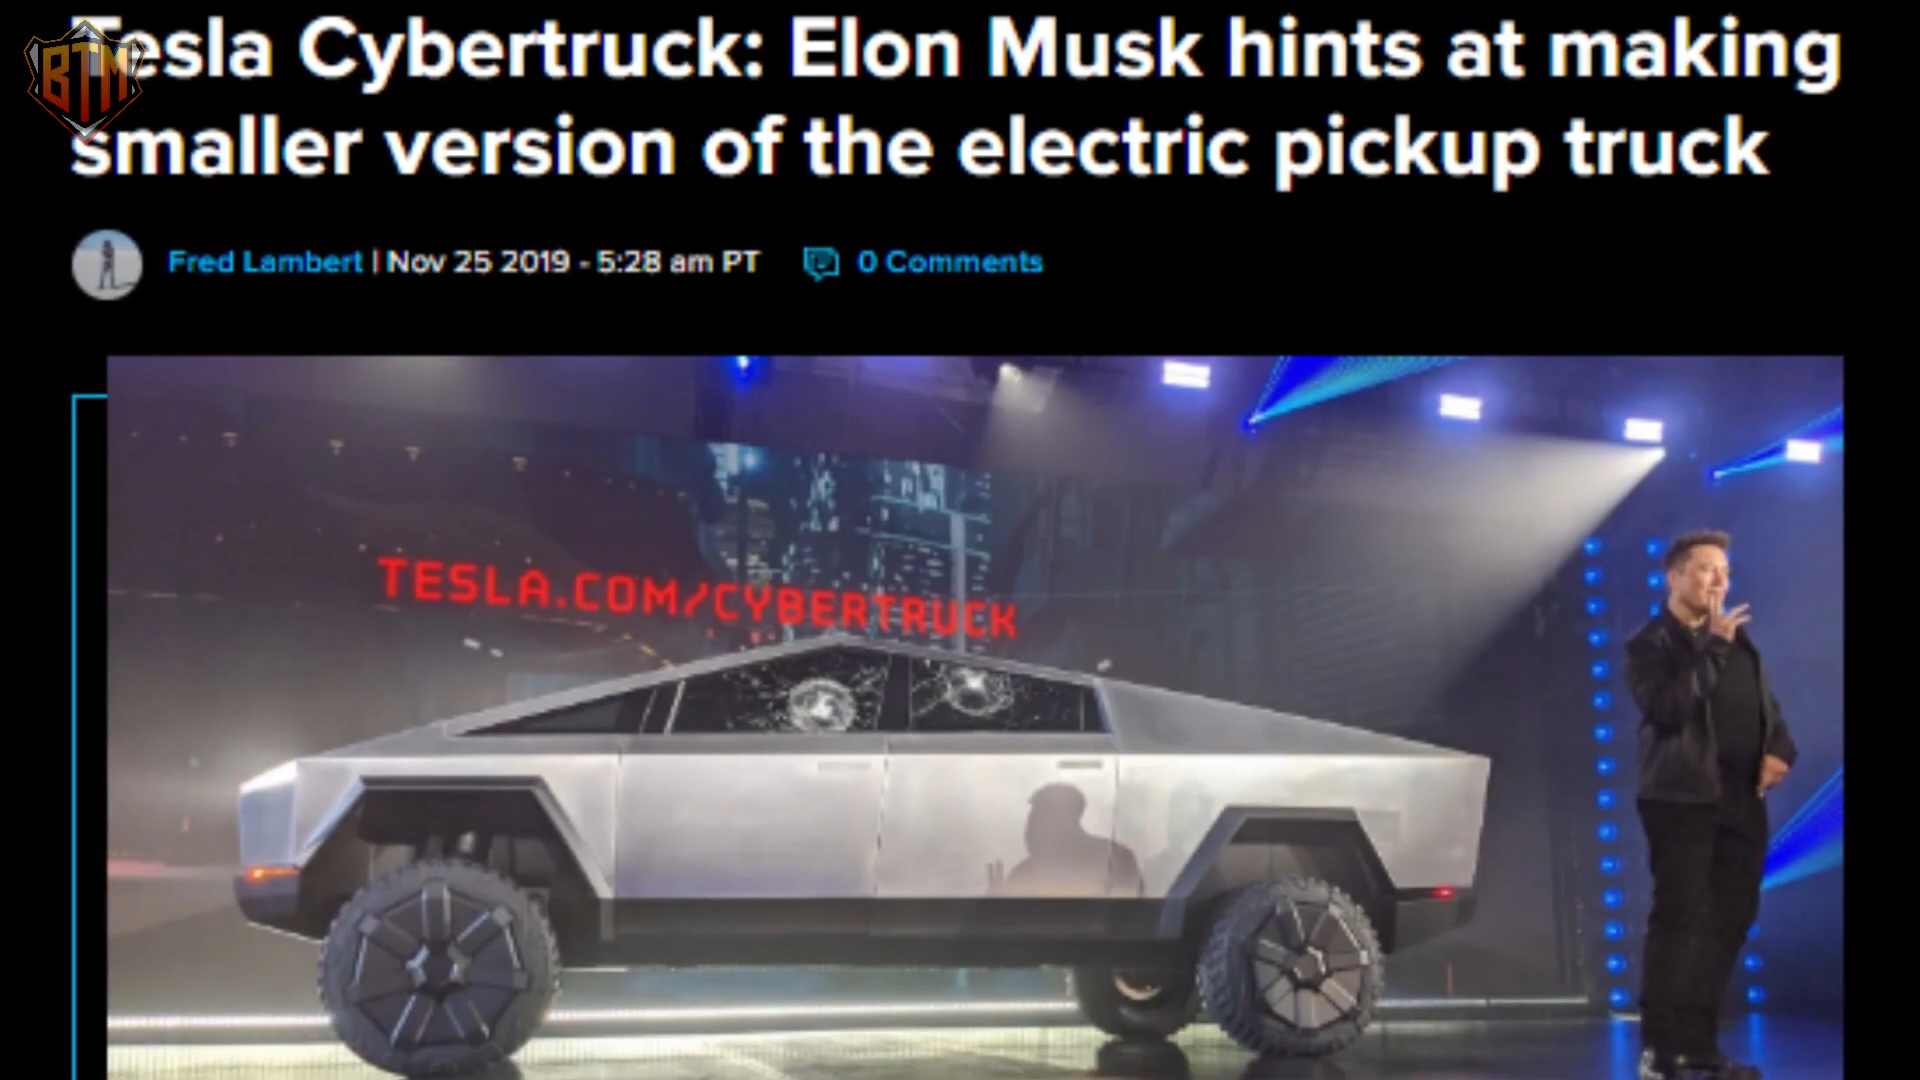 Tesla Cybertruck: Elon Musk hints at making
smaller version of the electric pickup truck
BTM
Fred Lambert | Nov 25 2019 - 5:28 am PT 0 Comments
TESLA.COM/CYBERTRUCK